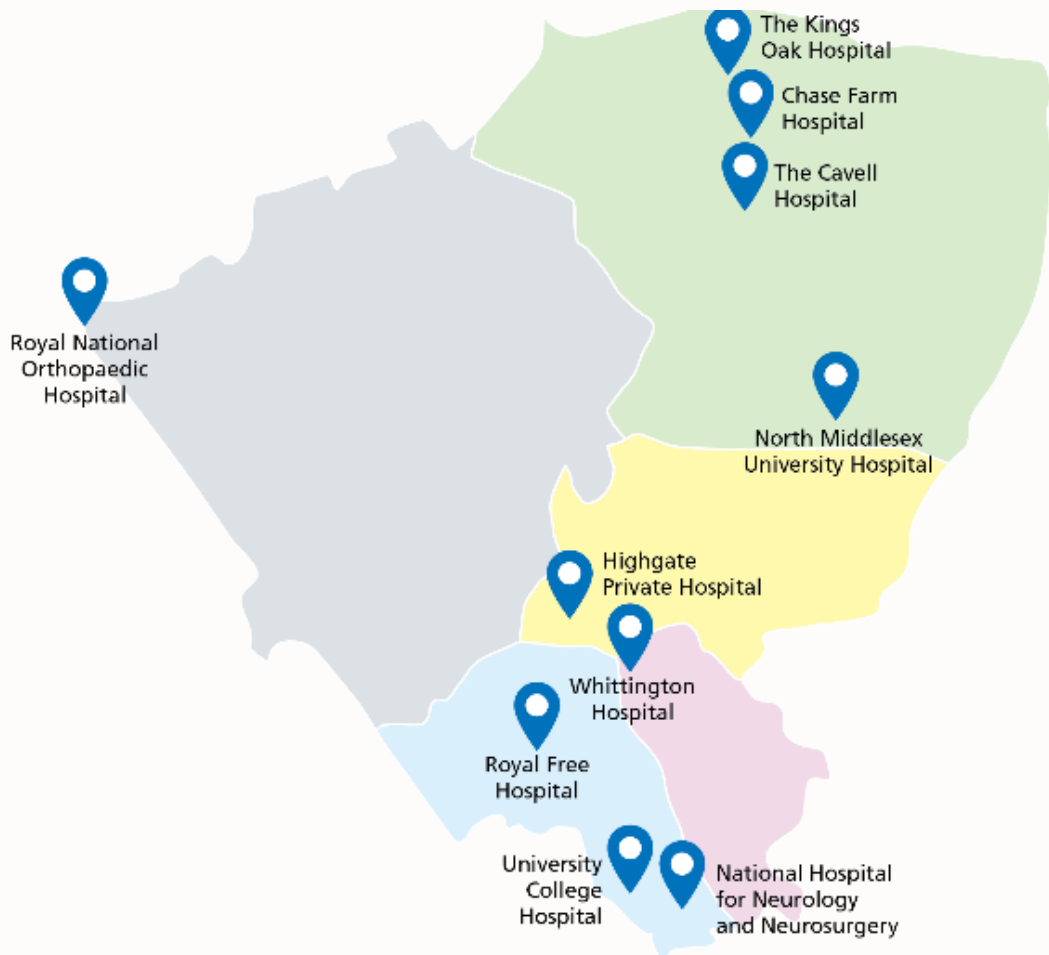 The Kings
Oak Hospital
Chase Farm
Hospital
The Cavell
Hospital
Royal National
Orthopaedic
Hospital
North Middlesex
University Hospital
Highgate
Private Hospital
Whittington
Hospital
Royal Free
Hospital
University
College
Hospital
National Hospital
for Neurology
and Neurosurgery